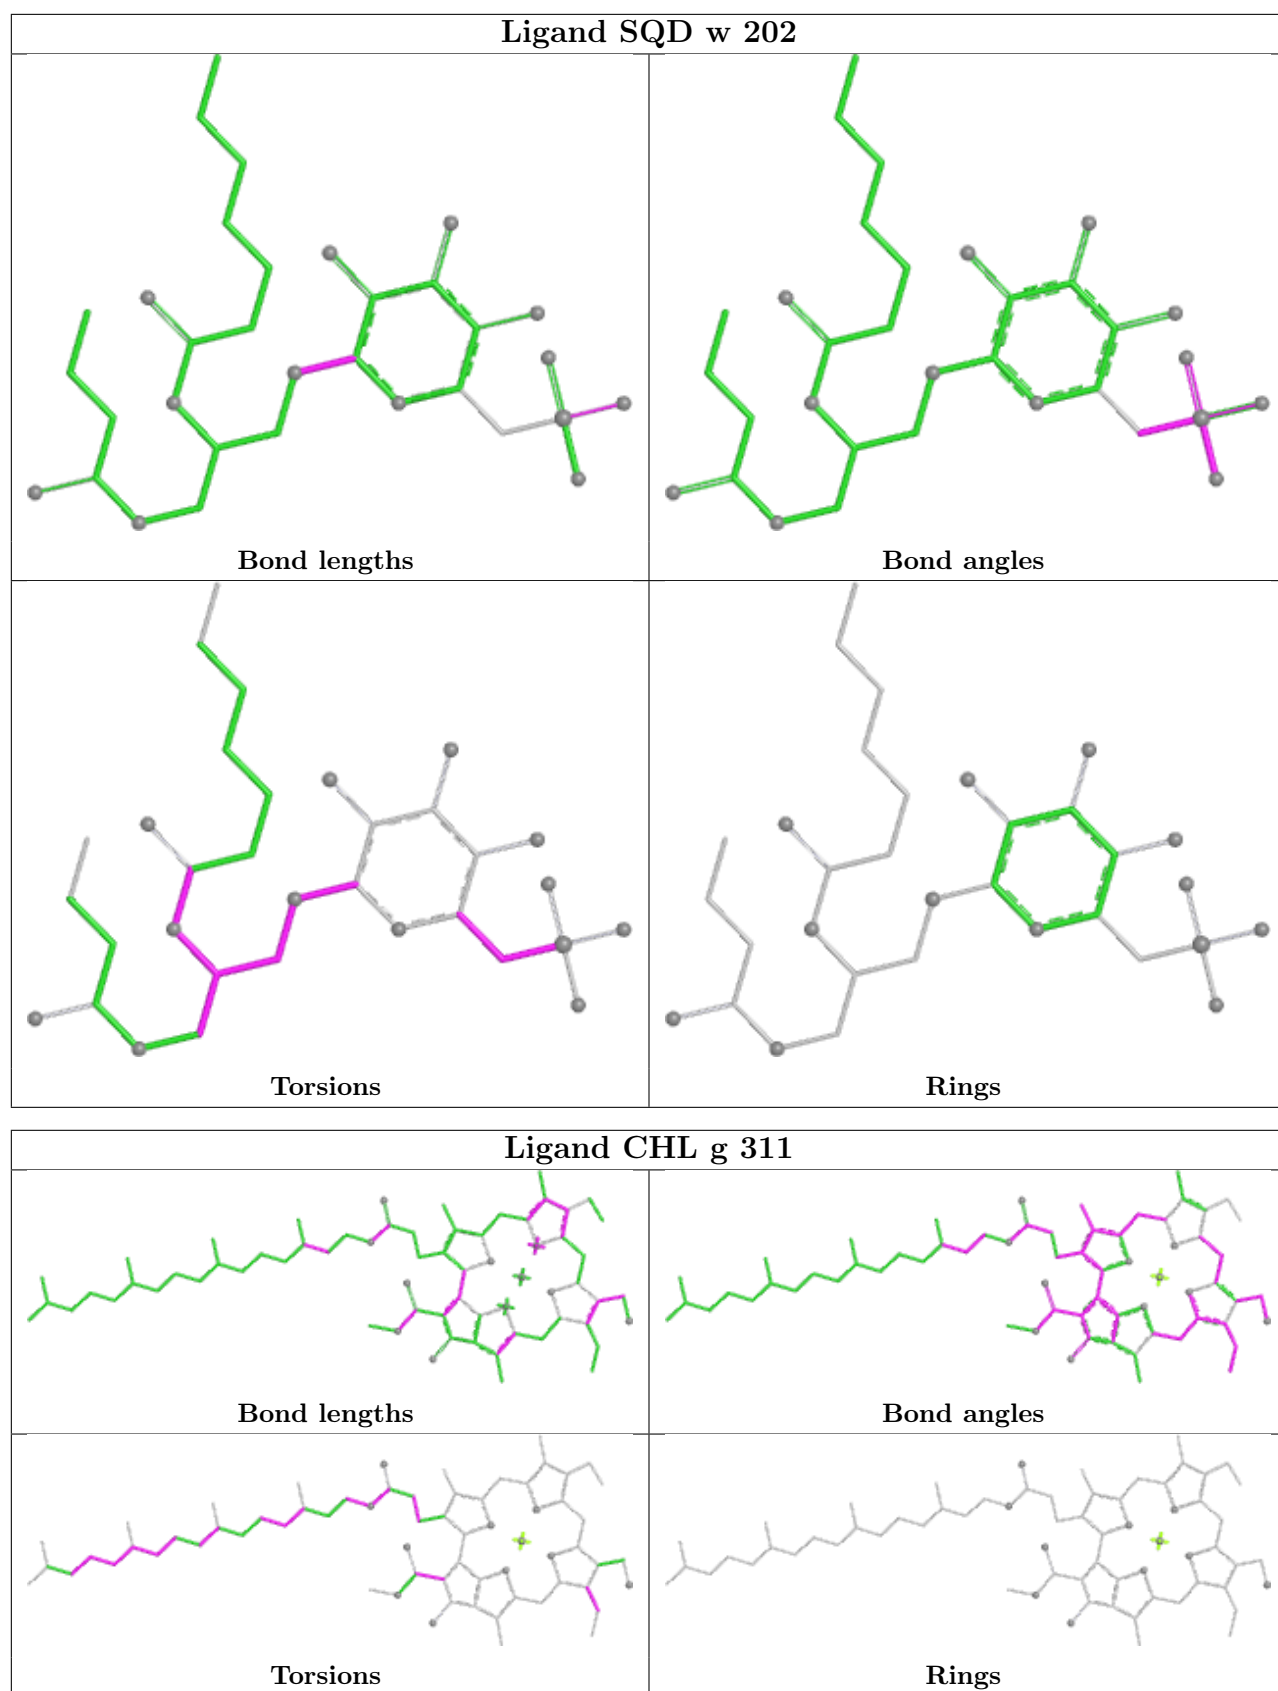 Ligand SQD w 202
Bond lengths
Bond angles
Torsions
Rings
Ligand CHL g 311
Bond lengths
Bond angles
Torsions
Rings